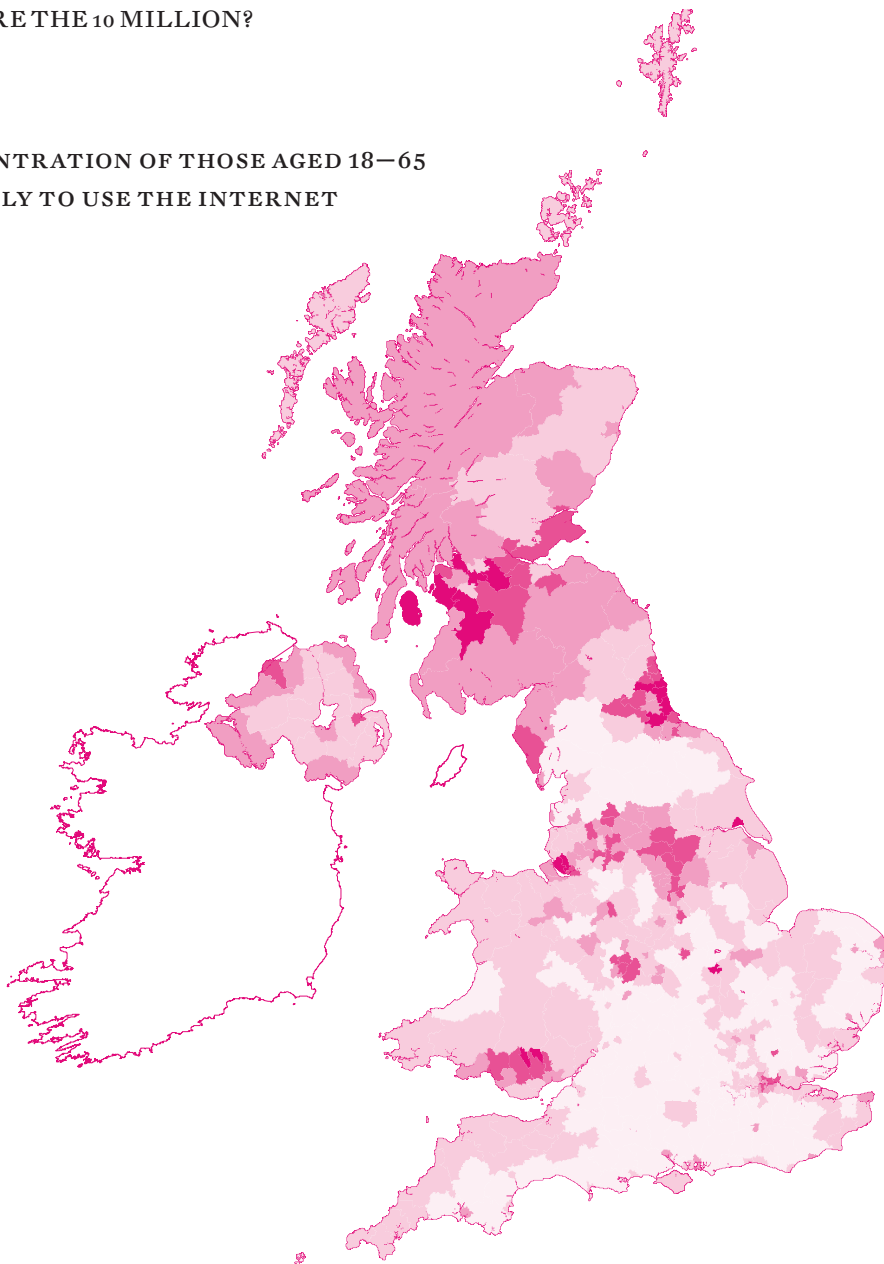 RE THE 10 MILLION?
NTRATION OF THOSE AGED 18–65
LY TO USE THE INTERNET